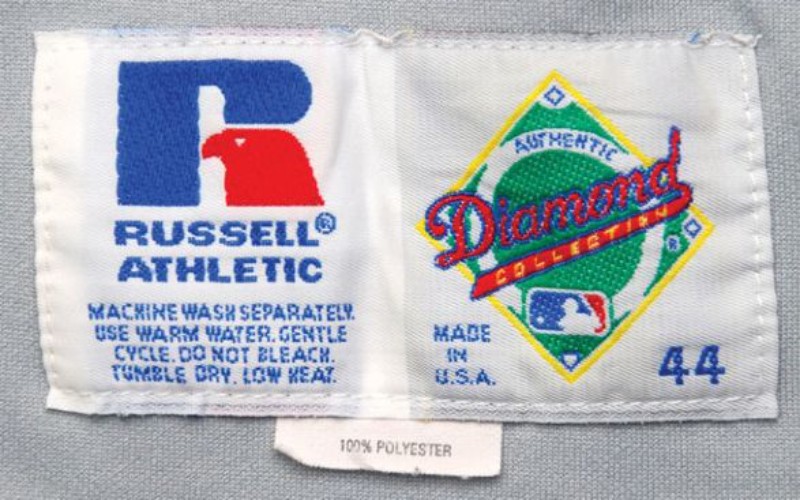 RUSSELL®
ATHLETIC
MACHINE WASH SEPARATELY.
USE WARM WATER. GENTLE
CYCLE. DO NOT BLEACH.
TUMBLE DRY. LOW HEAT.
AUTHENTIC
Diamond
COLLECTION
®
MADE
IN
U.S.A.
44
100% POLYESTER